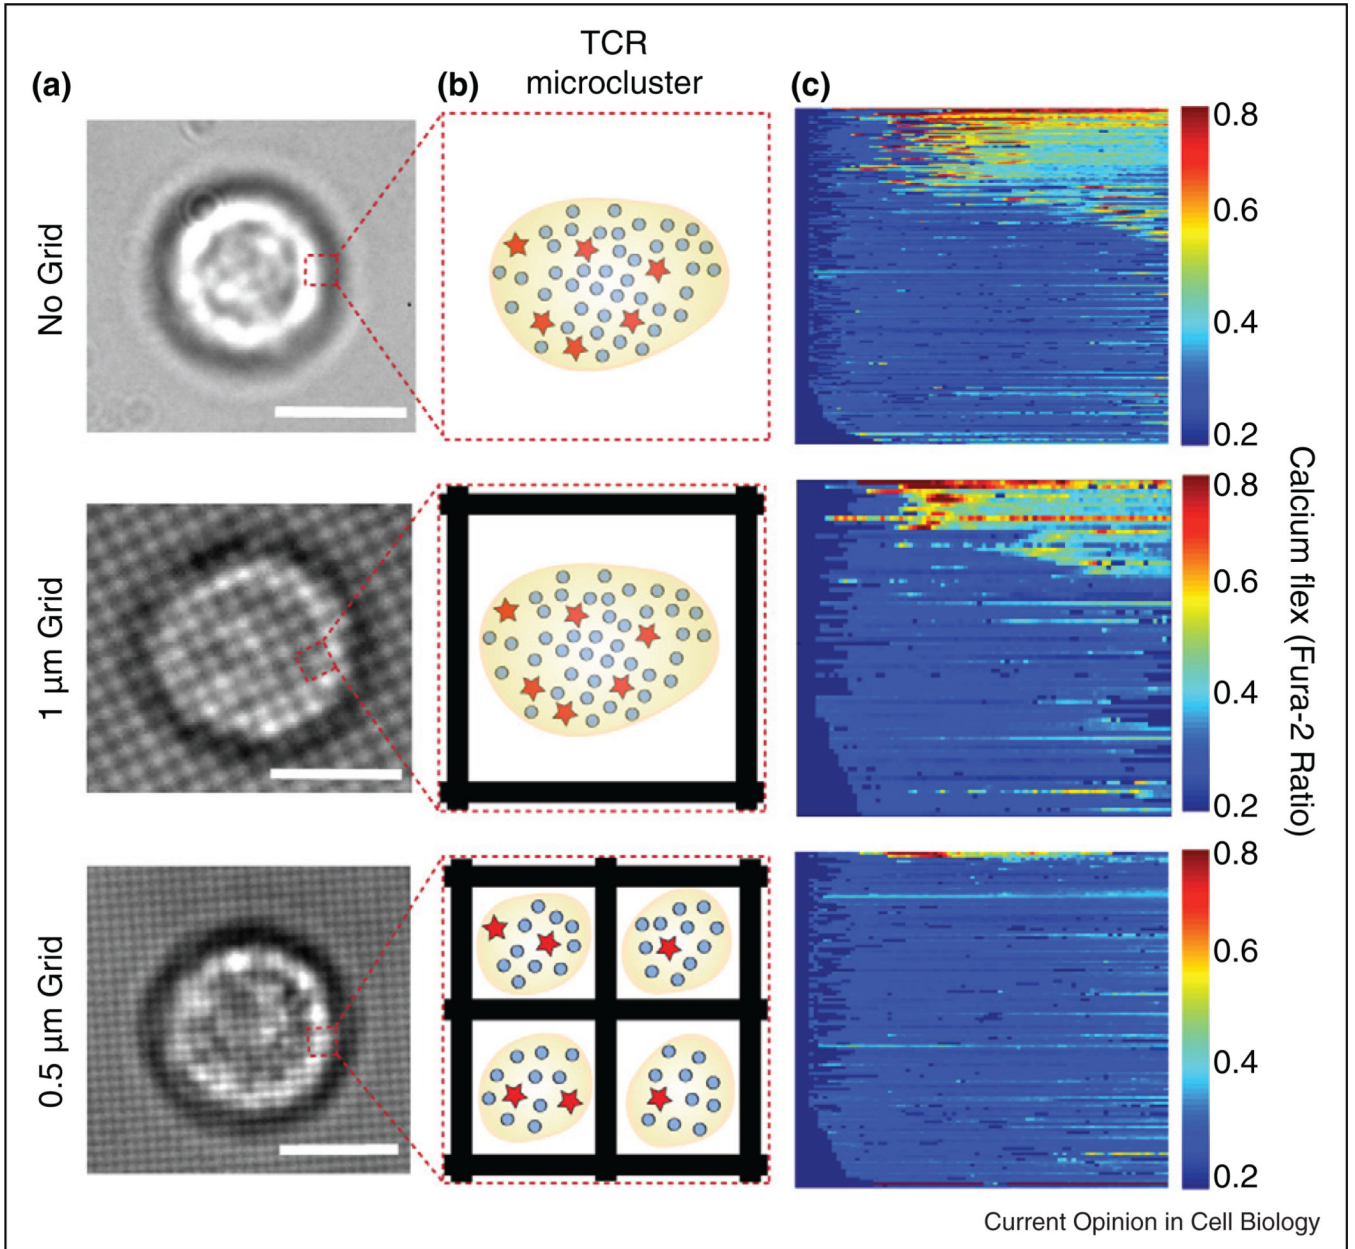 TCR
microcluster
(a)
(b)
(c)
No Grid
0.8
0.6
0.4
0.2
1 µm Grid
0.8
0.6
0.4
0.2
0.5 µm Grid
0.8
0.6
0.4
0.2
Calcium flex (Fura-2 Ratio)
Current Opinion in Cell Biology